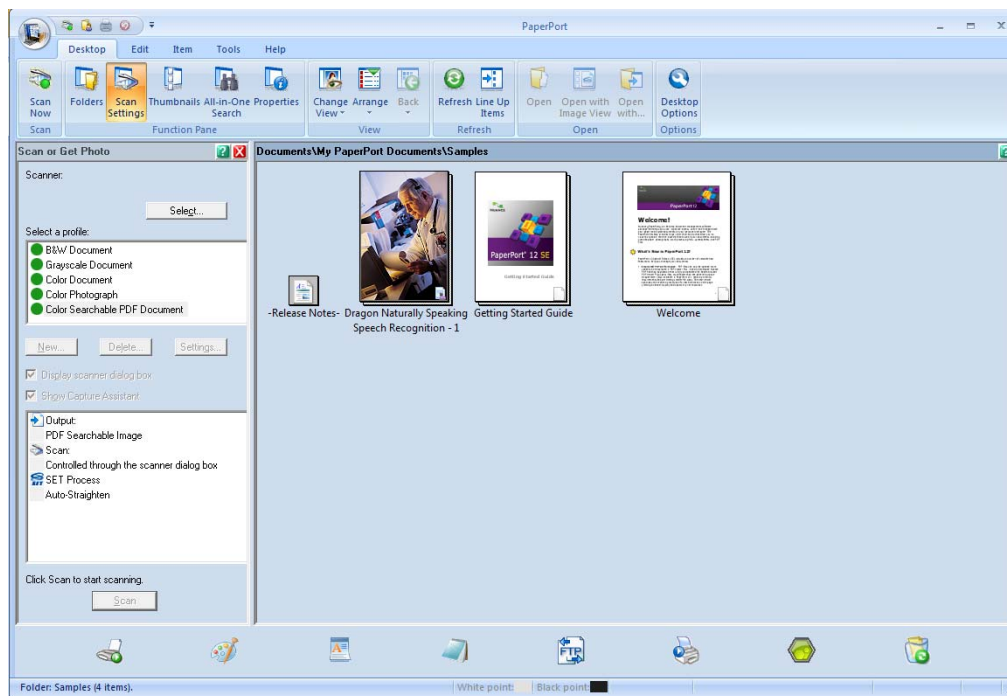 PaperPort
Desktop Edit Item Tools Help
Scan Now
Folders
Scan Settings
Thumbnails
All-in-One Search
Properties
Change View
Arrange
Back
Refresh
Line Up Items
Open
Open with Image View
Open with...
Desktop Options
Scan
Function Pane
View
Refresh
Open
Options
Scan or Get Photo
Scanner:
Select...
Select a profile:
B&W Document
Grayscale Document
Color Document
Color Photograph
Color Searchable PDF Document
New... Delete... Settings...
Display scanner dialog box
Show Capture Assistant
Output:
PDF Searchable Image
Scan:
Controlled through the scanner dialog box
SET Process
Auto-Straighten
Click Scan to start scanning.
Scan
Documents\My PaperPort Documents\Samples
PaperPort 12 SE
Getting Started Guide
PaperPort 12
Welcome!
-Release Notes-
Dragon Naturally Speaking
Speech Recognition - 1
Getting Started Guide
Welcome
FTP
Folder: Samples (4 items).
White point:
Black point: